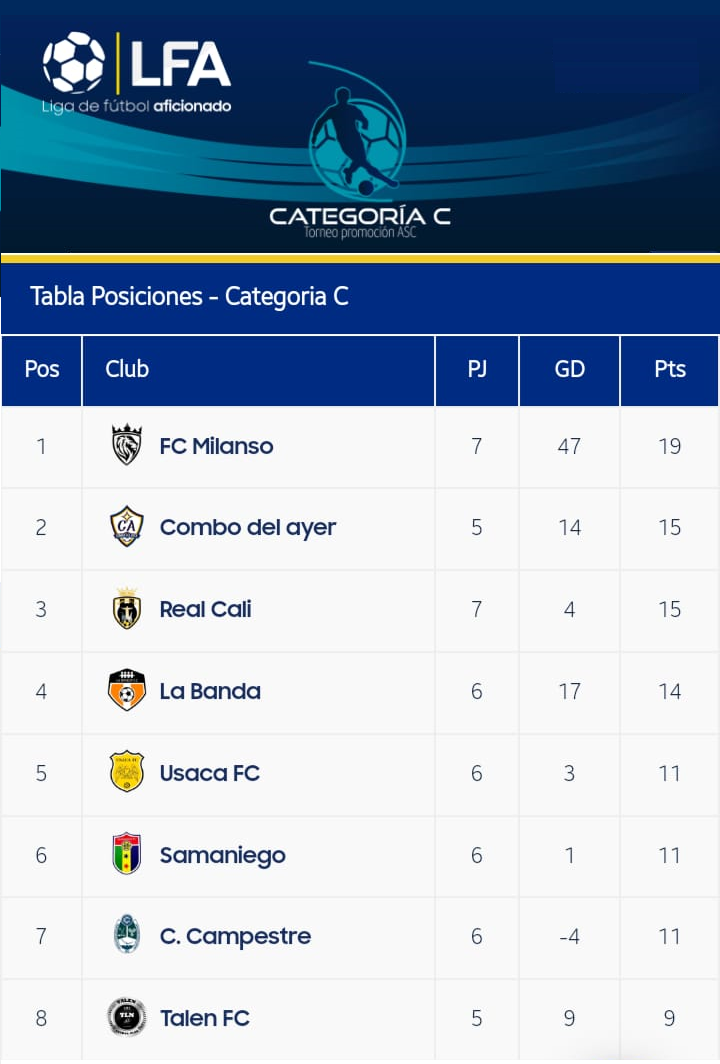 LFA
Liga de fútbol aficionado
CATEGORÍA C
Torneo promoción ASC
Tabla Posiciones - Categoria C
Pos Club PJ GD Pts
1 FC Milanso 7 47 19
2 CA Combo del ayer 5 14 15
3 Real Cali 7 4 15
4 La Banda 6 17 14
5 Usaca FC 6 3 11
6 Samaniego 6 1 11
7 C. Campestre 6 -4 11
8 TALEN TLN Talen FC 5 9 9